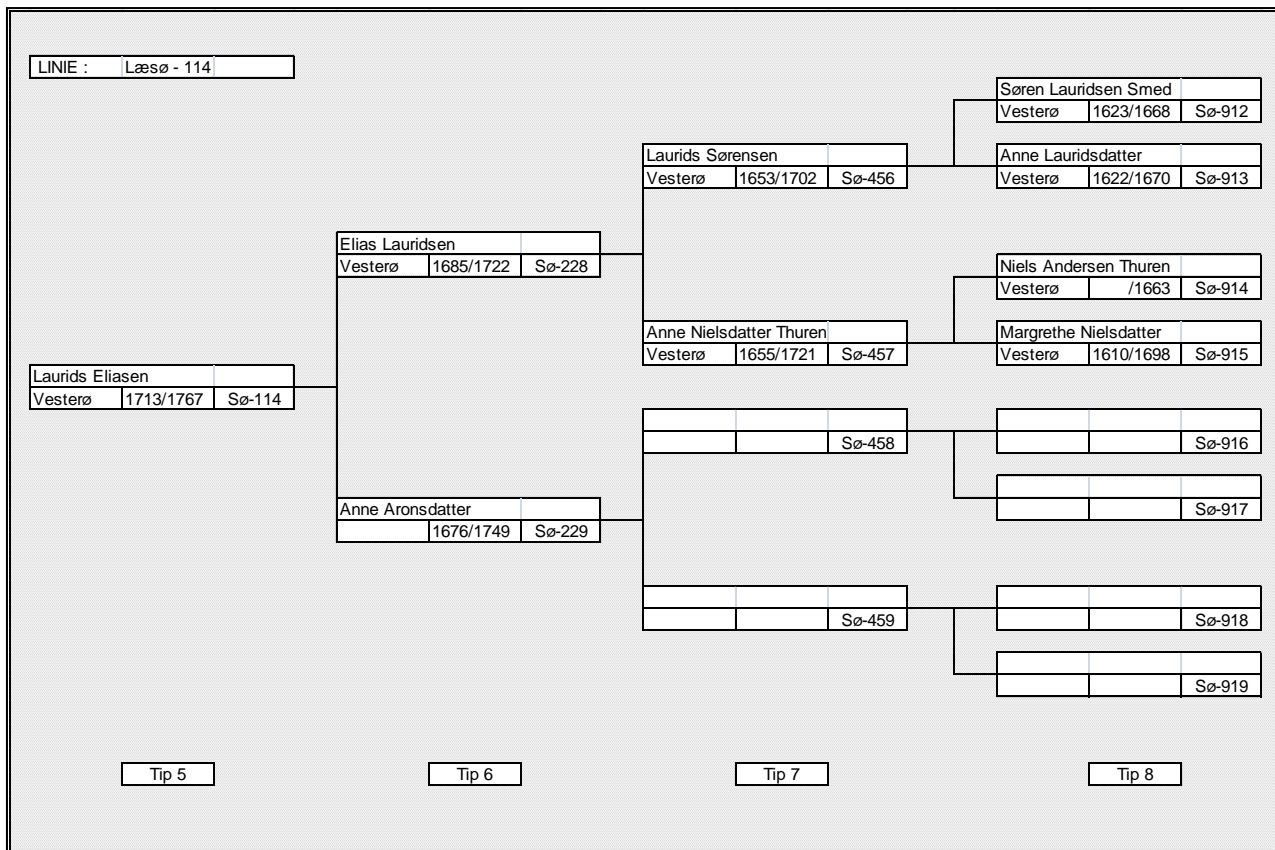 LINIE : Læsø - 114
Søren Lauridsen Smed
Vesterø 1623/1668 Sø-912
Laurids Sørensen
Vesterø 1653/1702 Sø-456
Anne Lauridsdatter
Vesterø 1622/1670 Sø-913
Elias Lauridsen
Vesterø 1685/1722 Sø-228
Niels Andersen Thuren
Vesterø /1663 Sø-914
Anne Nielsdatter Thuren
Vesterø 1655/1721 Sø-457
Margrethe Nielsdatter
Vesterø 1610/1698 Sø-915
Laurids Eliasen
Vesterø 1713/1767 Sø-114
Sø-458
Sø-916
Anne Aronsdatter
1676/1749 Sø-229
Sø-917
Sø-459
Sø-918
Sø-919
Tip 5 Tip 6 Tip 7 Tip 8